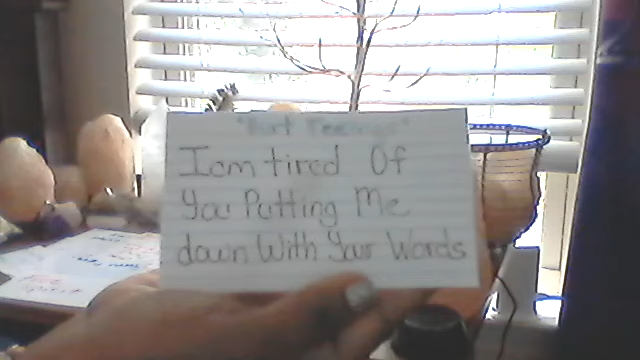 "Hurt Feelings"
I am tired Of
You Putting Me
down With Your Words